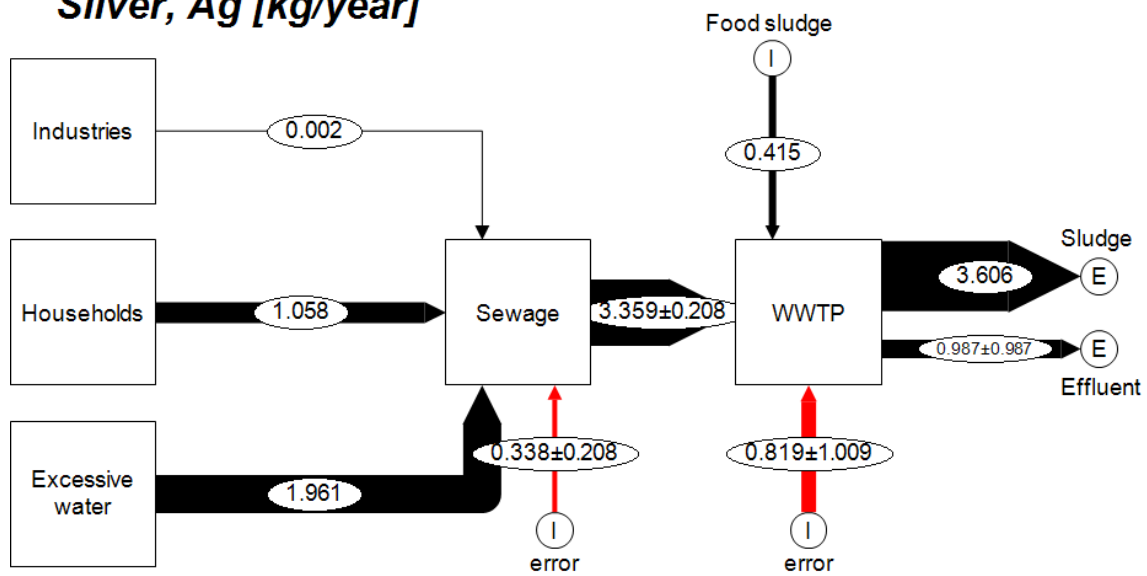 Silver, Ag [kg/year]
Food sludge
I
Industries
0.002
0.415
Sludge
Households
1.058
Sewage
3.359±0.208
WWTP
3.606
E
0.987±0.987
E
Effluent
Excessive
water
1.961
0.338±0.208
0.819±1.009
I
I
error
error